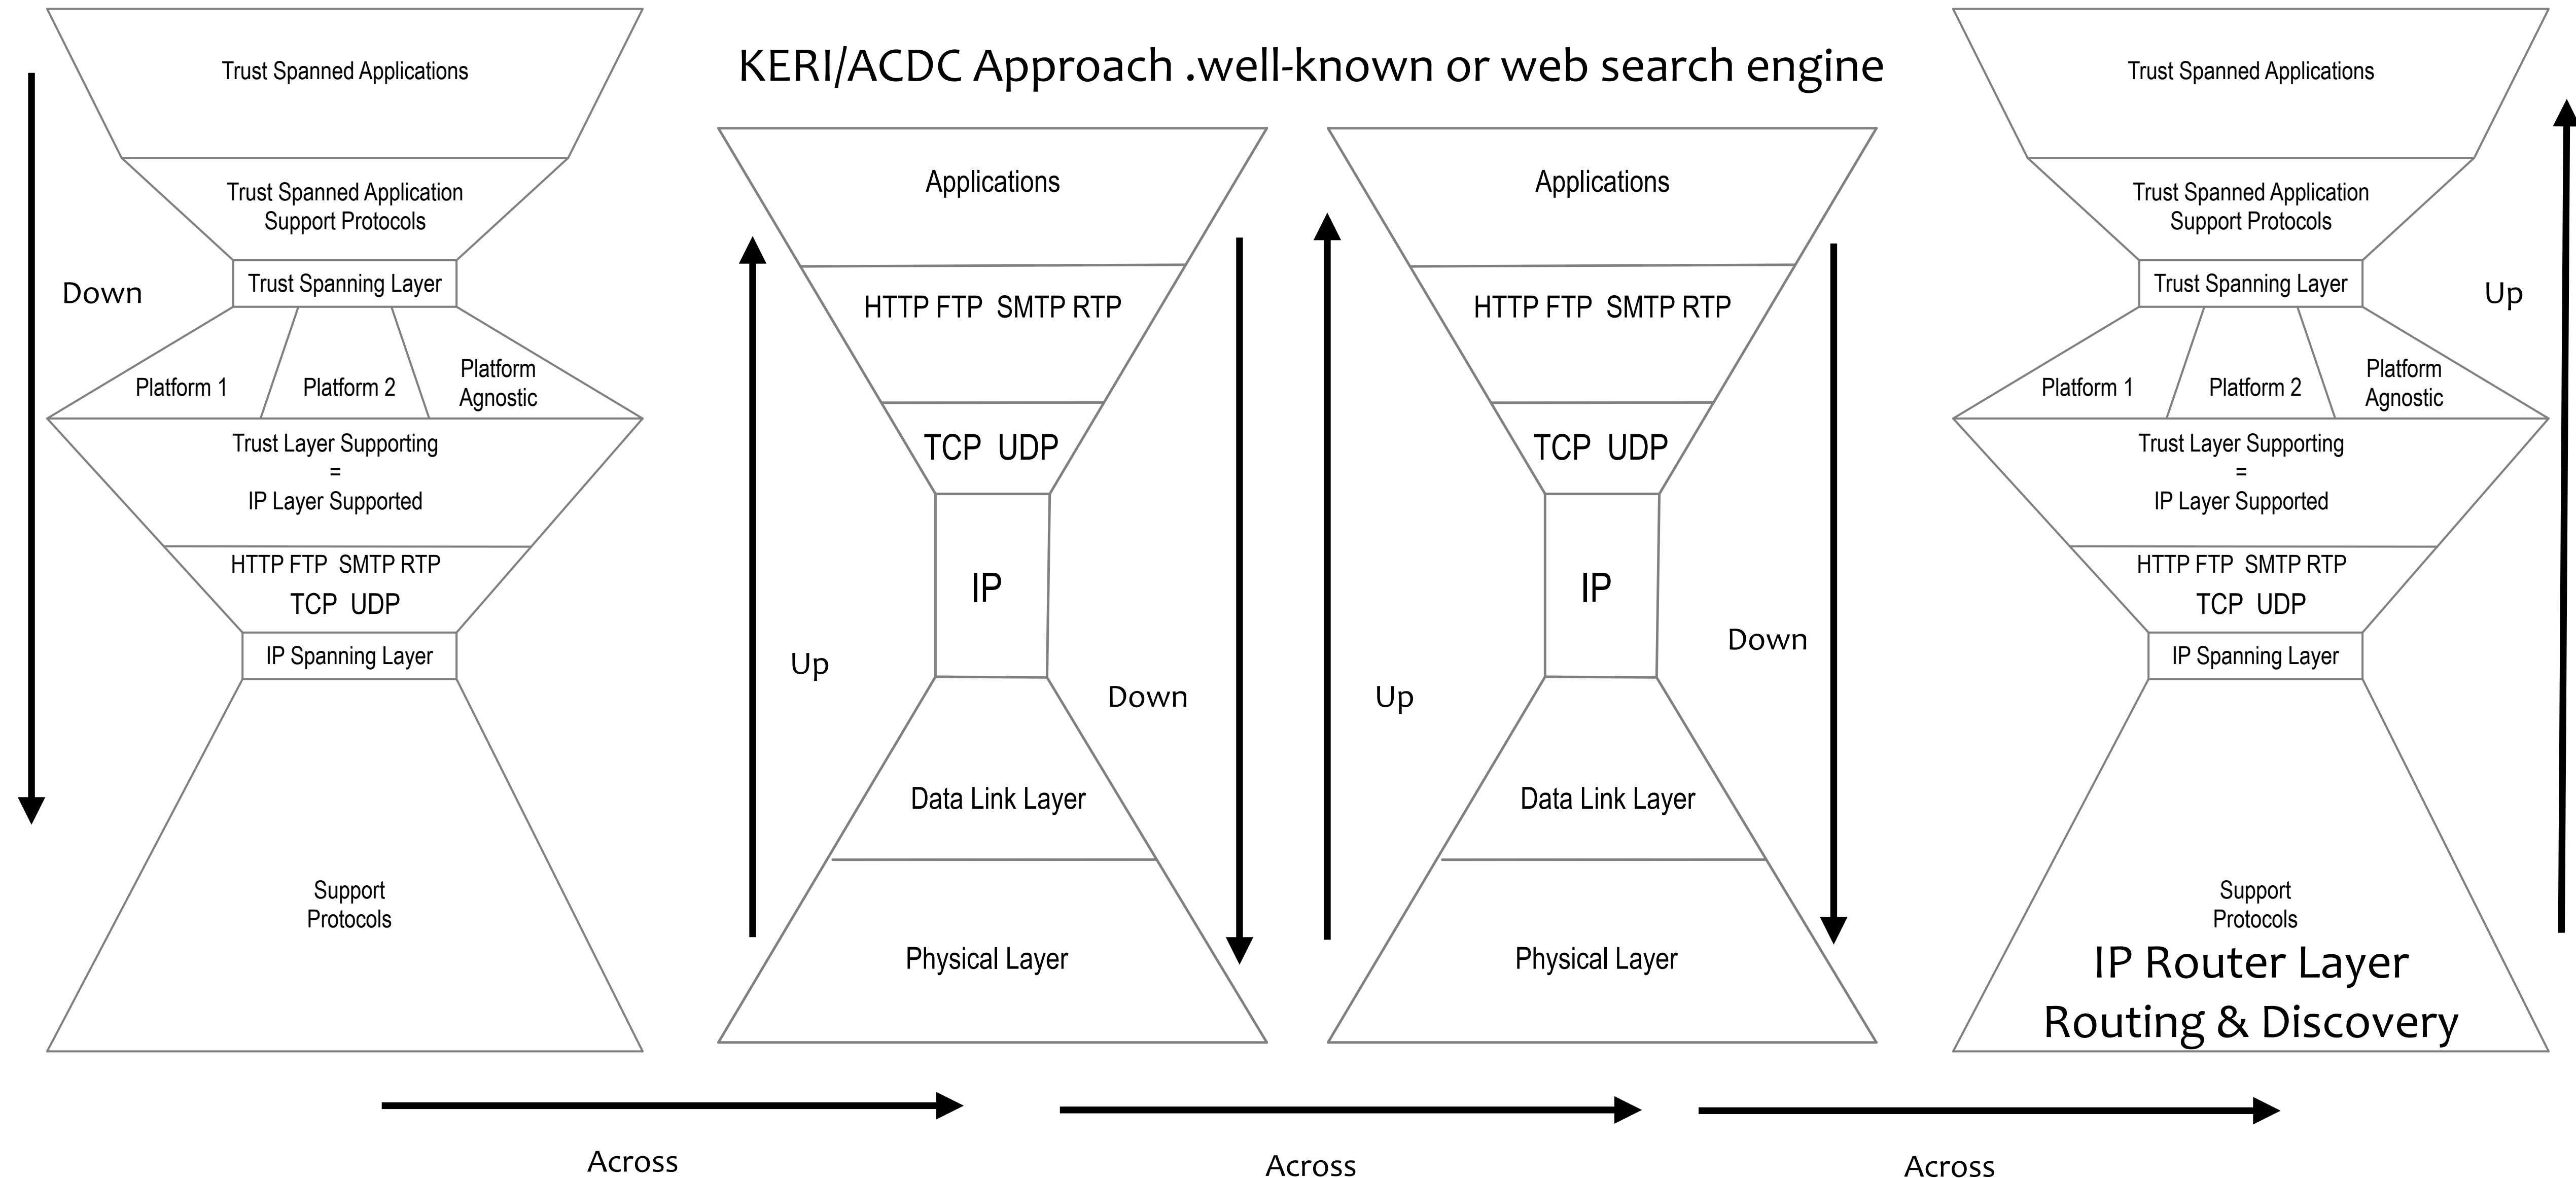 KERI/ACDC Approach .well-known or web search engine
Trust Spanned Applications
Trust Spanned Application
Support Protocols
Trust Spanning Layer
Down
Platform 1
Platform 2
Platform
Agnostic
Trust Layer Supporting
=
IP Layer Supported
HTTP FTP SMTP RTP
TCP UDP
IP Spanning Layer
Support
Protocols
Applications
HTTP FTP SMTP RTP
TCP UDP
IP
Up
Down
Data Link Layer
Physical Layer
Applications
HTTP FTP SMTP RTP
TCP UDP
IP
Up
Down
Data Link Layer
Physical Layer
Trust Spanned Applications
Trust Spanned Application
Support Protocols
Trust Spanning Layer
Up
Platform 1
Platform 2
Platform
Agnostic
Trust Layer Supporting
=
IP Layer Supported
HTTP FTP SMTP RTP
TCP UDP
IP Spanning Layer
Support
Protocols
IP Router Layer
Routing & Discovery
Across
Across
Across